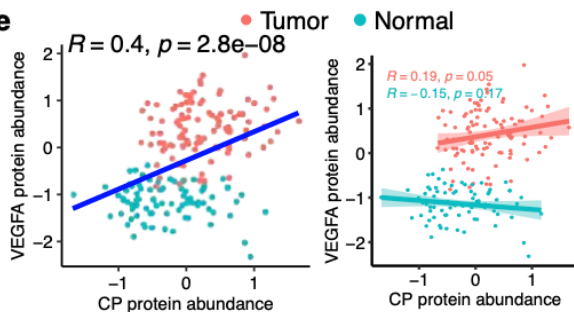 e
Tumor Normal
R = 0.4, p = 2.8e−08
VEGFA protein abundance
2
1
0
−1
−2
−1 0 1
CP protein abundance
R = 0.19, p = 0.05
R = −0.15, p = 0.17
VEGFA protein abundance
2
1
0
−1
−2
−1 0 1
CP protein abundance